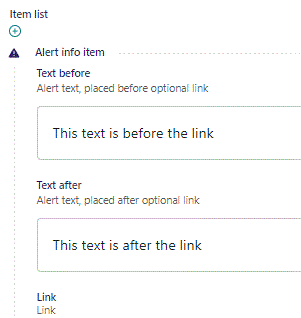 Item list
Alert info item
Text before
Alert text, placed before optional link
This text is before the link
Text after
Alert text, placed after optional link
This text is after the link
Link
Link